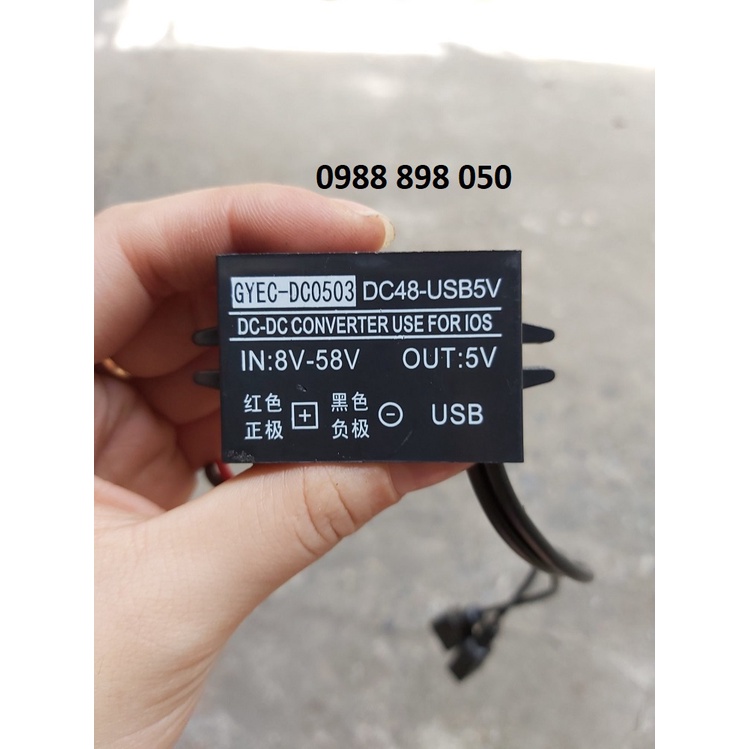 0988 898 050
GYEC-DC0503 DC48-USB5V
DC-DC CONVERTER USE FOR IOS
IN:8V-58V OUT:5V
红色 黑色
正极 + 负极 - USB